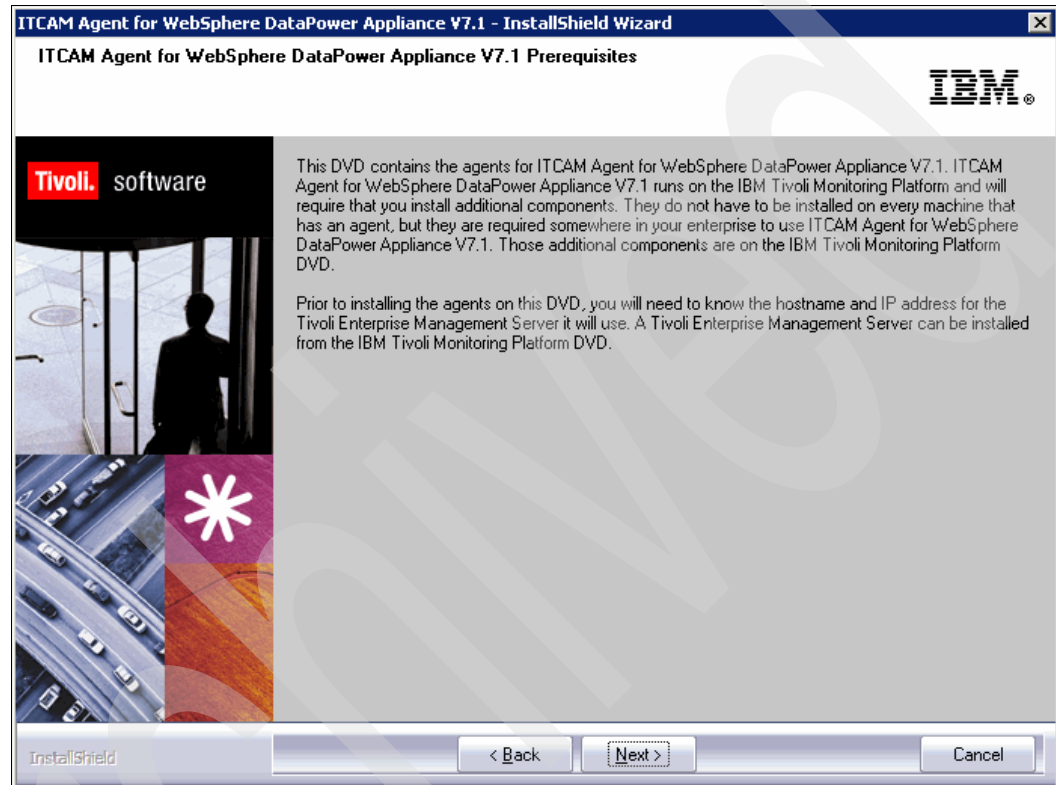 ITCAM Agent for WebSphere DataPower Appliance V7.1 - InstallShield Wizard
ITCAM Agent for WebSphere DataPower Appliance V7.1 Prerequisites
IBM®
Tivoli. software
This DVD contains the agents for ITCAM Agent for WebSphere DataPower Appliance V7.1. ITCAM
Agent for WebSphere DataPower Appliance V7.1 runs on the IBM Tivoli Monitoring Platform and will
require that you install additional components. They do not have to be installed on every machine that
has an agent, but they are required somewhere in your enterprise to use ITCAM Agent for WebSphere
DataPower Appliance V7.1. Those additional components are on the IBM Tivoli Monitoring Platform
DVD.
Prior to installing the agents on this DVD, you will need to know the hostname and IP address for the
Tivoli Enterprise Management Server it will use. A Tivoli Enterprise Management Server can be installed
from the IBM Tivoli Monitoring Platform DVD.
InstallShield
< Back
Next >
Cancel